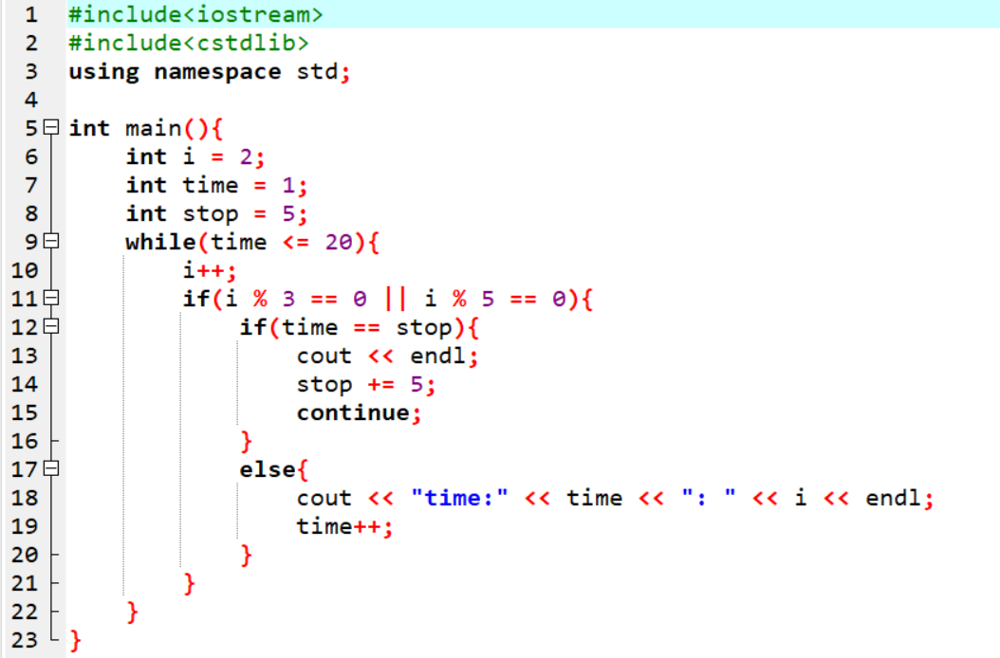 1 #include<iostream>
2 #include<cstdlib>
3 using namespace std;
4
5 int main(){
6     int i = 2;
7     int time = 1;
8     int stop = 5;
9     while(time <= 20){
10         i++;
11         if(i % 3 == 0 || i % 5 == 0){
12             if(time == stop){
13                 cout << endl;
14                 stop += 5;
15                 continue;
16             }
17             else{
18                 cout << "time:" << time << ": " << i << endl;
19                 time++;
20             }
21         }
22     }
23 }